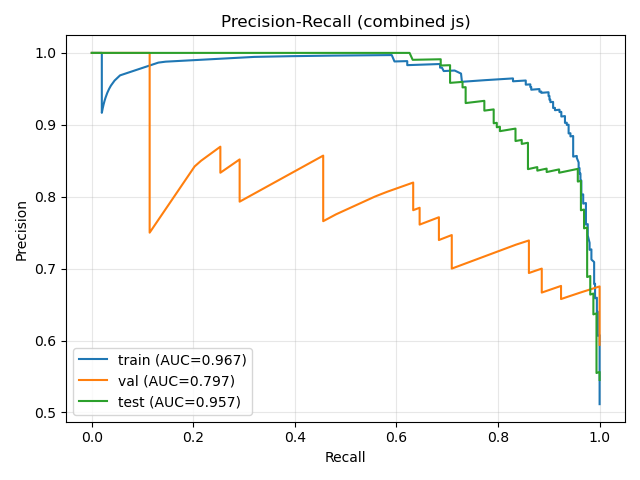 Precision-Recall (combined js)
1.0
0.9
0.8
0.7
0.6
0.5
Precision
train (AUC=0.967)
val (AUC=0.797)
test (AUC=0.957)
0.0 0.2 0.4 0.6 0.8 1.0
Recall